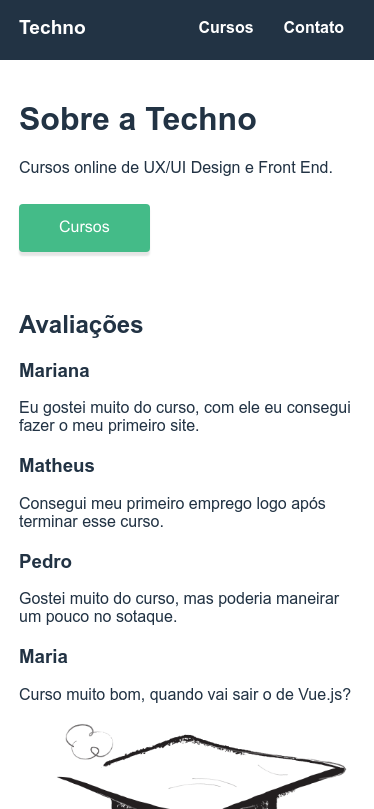 Techno
Cursos
Contato
Sobre a Techno
Cursos online de UX/UI Design e Front End.
Cursos
Avaliações
Mariana
Eu gostei muito do curso, com ele eu consegui
fazer o meu primeiro site.
Matheus
Consegui meu primeiro emprego logo após
terminar esse curso.
Pedro
Gostei muito do curso, mas poderia maneirar
um pouco no sotaque.
Maria
Curso muito bom, quando vai sair o de Vue.js?